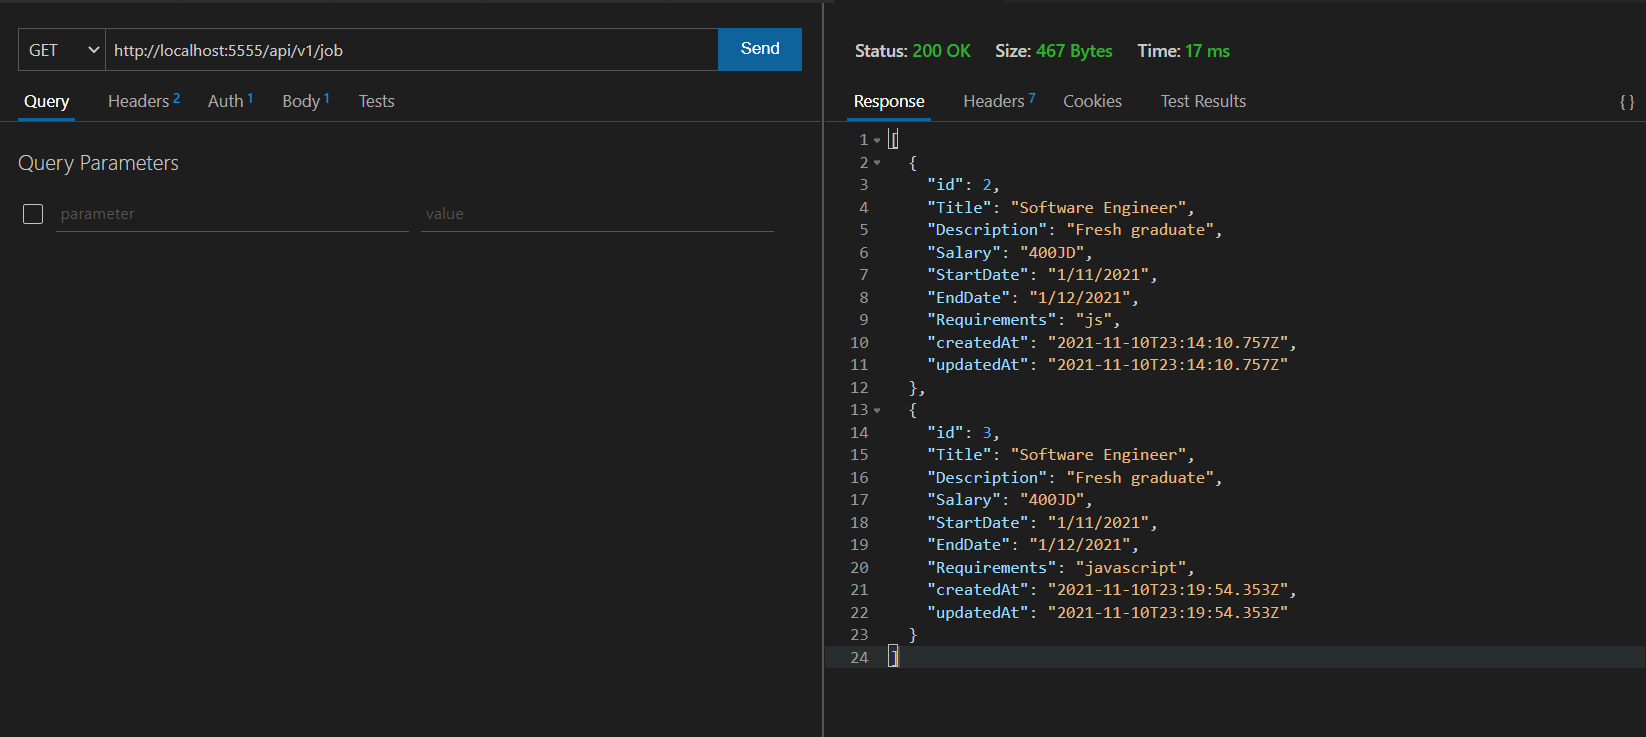 GET http://localhost:5555/api/v1/job Send
Query Headers 2 Auth 1 Body 1 Tests
Query Parameters
parameter value
Status: 200 OK Size: 467 Bytes Time: 17 ms
Response Headers 7 Cookies Test Results {}
1 [
2 {
3 "id": 2,
4 "Title": "Software Engineer",
5 "Description": "Fresh graduate",
6 "Salary": "400JD",
7 "StartDate": "1/11/2021",
8 "EndDate": "1/12/2021",
9 "Requirements": "js",
10 "createdAt": "2021-11-10T23:14:10.757Z",
11 "updatedAt": "2021-11-10T23:14:10.757Z"
12 },
13 {
14 "id": 3,
15 "Title": "Software Engineer",
16 "Description": "Fresh graduate",
17 "Salary": "400JD",
18 "StartDate": "1/11/2021",
19 "EndDate": "1/12/2021",
20 "Requirements": "javascript",
21 "createdAt": "2021-11-10T23:19:54.353Z",
22 "updatedAt": "2021-11-10T23:19:54.353Z"
23 }
24 ]